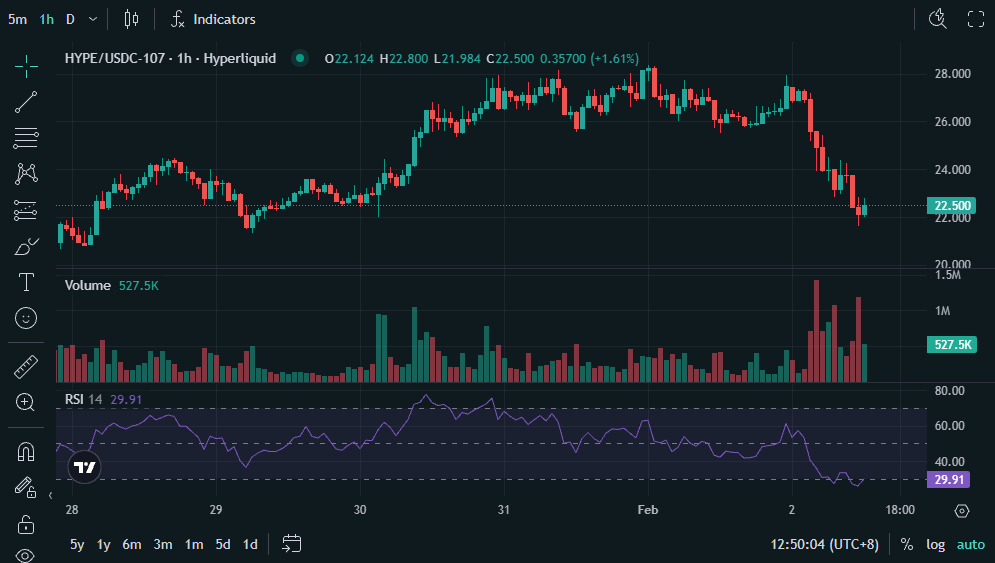 5m 1h D Indicators
HYPE/USDC-107 · 1h · Hyperliquid O22.124 H22.800 L21.984 C22.500 0.35700 (+1.61%)
28.000
26.000
24.000
22.500
22.000
20.000
Volume 527.5K
1.5M
1M
527.5K
RSI 14 29.91
80.00
60.00
40.00
29.91
28 29 30 31 Feb 2 18:00
5y 1y 6m 3m 1m 5d 1d 12:50:04 (UTC+8) % log auto